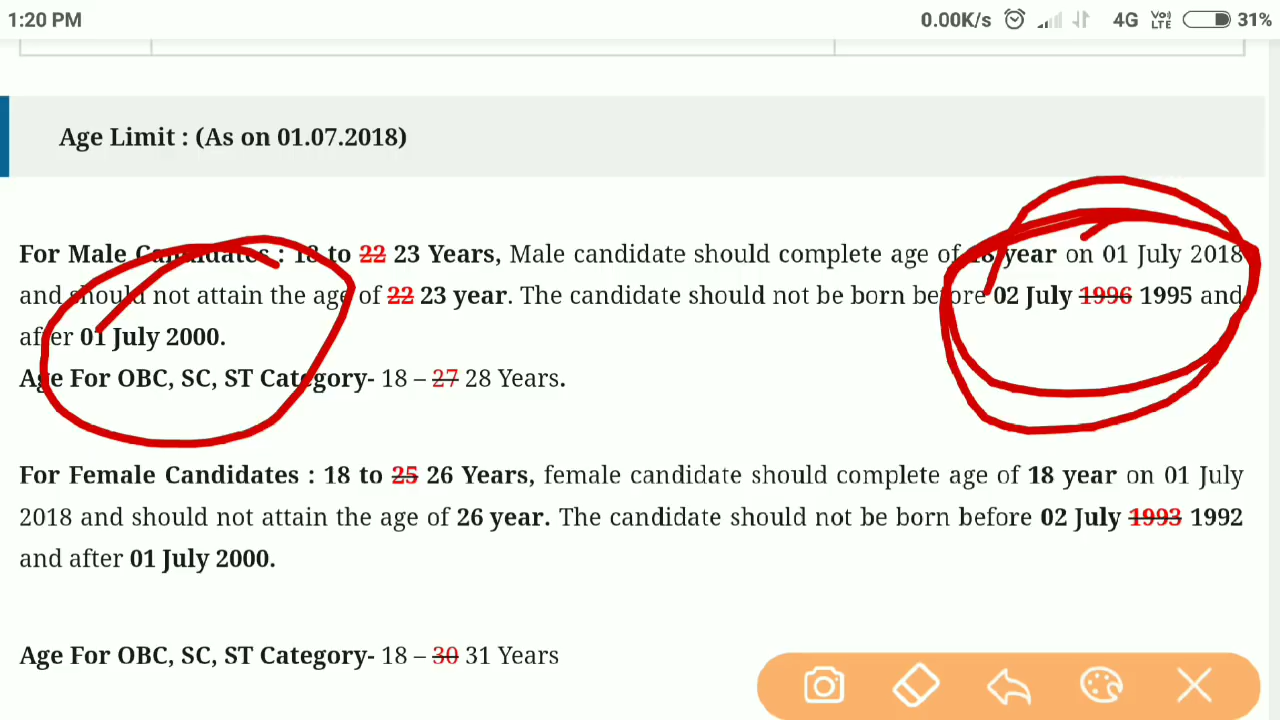 1:20 PM 0.00K/s 4G VoI) LTE 31%
Age Limit : (As on 01.07.2018)
For Male Candidates : 18 to 22 23 Years, Male candidate should complete age of 18 year on 01 July 2018
and should not attain the age of 22 23 year. The candidate should not be born before 02 July 1996 1995 and
after 01 July 2000.
Age For OBC, SC, ST Category- 18 – 27 28 Years.
For Female Candidates : 18 to 25 26 Years, female candidate should complete age of 18 year on 01 July
2018 and should not attain the age of 26 year. The candidate should not be born before 02 July 1993 1992
and after 01 July 2000.
Age For OBC, SC, ST Category- 18 – 30 31 Years